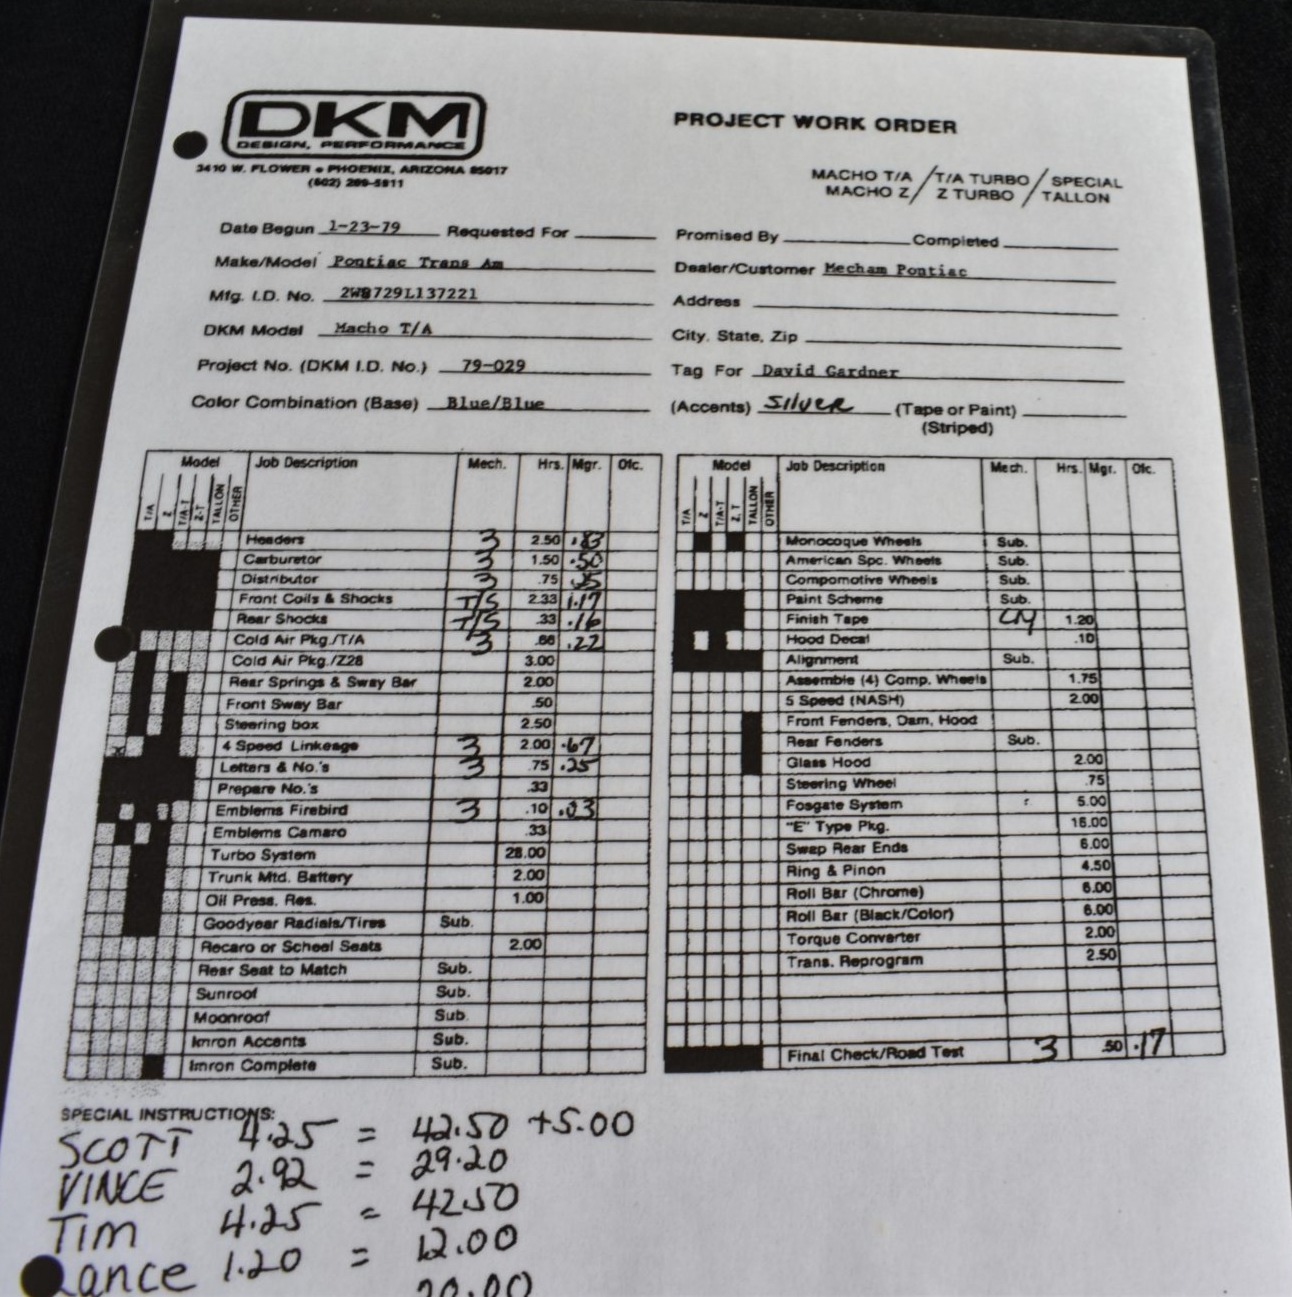 DKM
DESIGN, PERFORMANCE
3410 W. FLOWER • PHOENIX, ARIZONA 85017
(602) 269-5911
PROJECT WORK ORDER
MACHO T/A / T/A TURBO / SPECIAL
MACHO Z / Z TURBO / TALLON
Date Begun 1-23-79 Requested For Promised By Completed
Make/Model Pontiac Trans Am Dealer/Customer Mecham Pontiac
Mfg. I.D. No. 2W8729L137221 Address
DKM Model Macho T/A City, State, Zip
Project No. (DKM I.D. No.) 79-029 Tag For David Gardner
Color Combination (Base) Blue/Blue (Accents) SILVER (Tape or Paint)
(Striped)
Model Job Description Mech. Hrs. Mgr. Ofc.
T/A Z T/A-T Z-T TALLON OTHER
Headers 3 2.50 .83
Carburetor 3 1.50 .50
Distributor 3 .75 .25
Front Coils & Shocks T/S 2.33 1.17
Rear Shocks T/S .33 .16
Cold Air Pkg./T/A 3 .66 .22
Cold Air Pkg./Z28 3.00
Rear Springs & Sway Bar 2.00
Front Sway Bar .50
Steering box 2.50
x 4 Speed Linkeage 3 2.00 .67
Letters & No.'s 3 .75 .25
Prepare No.'s .33
Emblems Firebird 3 .10 .03
Emblems Camaro .33
Turbo System 28.00
Trunk Mtd. Battery 2.00
Oil Press. Res. 1.00
Goodyear Radials/Tires Sub.
Recaro or Scheel Seats 2.00
Rear Seat to Match Sub.
Sunroof Sub.
Moonroof Sub.
Imron Accents Sub.
Imron Complete Sub.
Model Job Description Mech. Hrs. Mgr. Ofc.
T/A Z T/A-T Z.T TALLON OTHER
Monocoque Wheels Sub.
American Spc. Wheels Sub.
Compomotive Wheels Sub.
Paint Scheme Sub.
Finish Tape 1.20
Hood Decal .10
Alignment Sub.
Assemble (4) Comp. Wheels 1.75
5 Speed (NASH) 2.00
Front Fenders, Dam, Hood
Rear Fenders Sub.
Glass Hood 2.00
Steering Wheel .75
Fosgate System 5.00
"E" Type Pkg. 16.00
Swap Rear Ends 6.00
Ring & Pinon 4.50
Roll Bar (Chrome) 6.00
Roll Bar (Black/Color) 6.00
Torque Converter 2.00
Trans. Reprogram 2.50
Final Check/Road Test 3 .50 .17
SPECIAL INSTRUCTIONS:
SCOTT 4.25 = 42.50 +5.00
VINCE 2.92 = 29.20
Tim 4.25 = 42.50
Lance 1.20 = 12.00